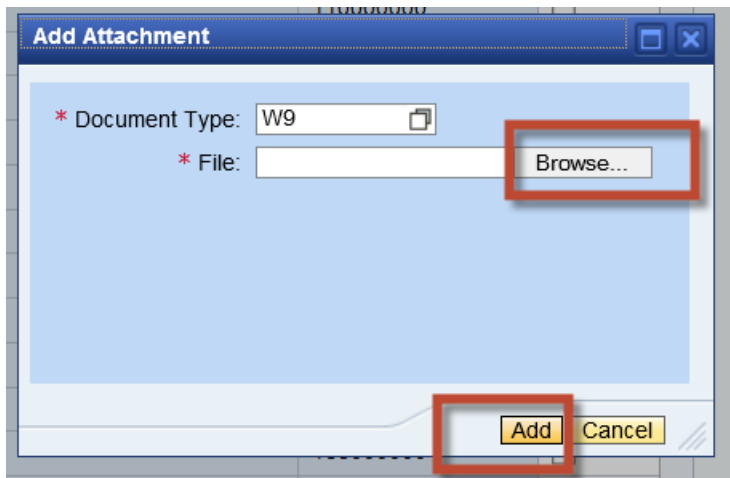 Add Attachment
* Document Type: W9
* File: Browse...
Add Cancel